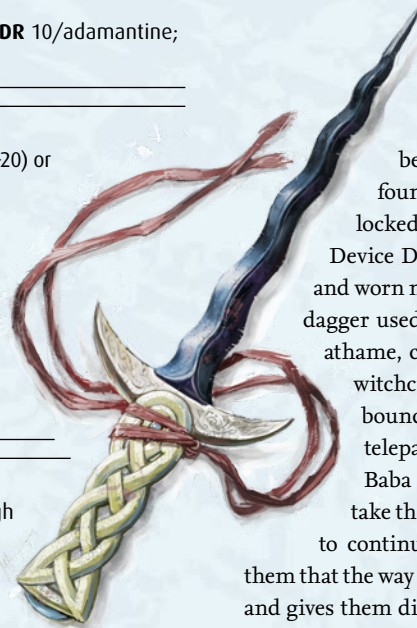 DR 10/adamantine;
-20) or
gh
be
four
locked
Device D
and worn n
dagger used
athame, c
witchc
bound
telepa
Baba
take th
to continu
them that the way
and gives them di